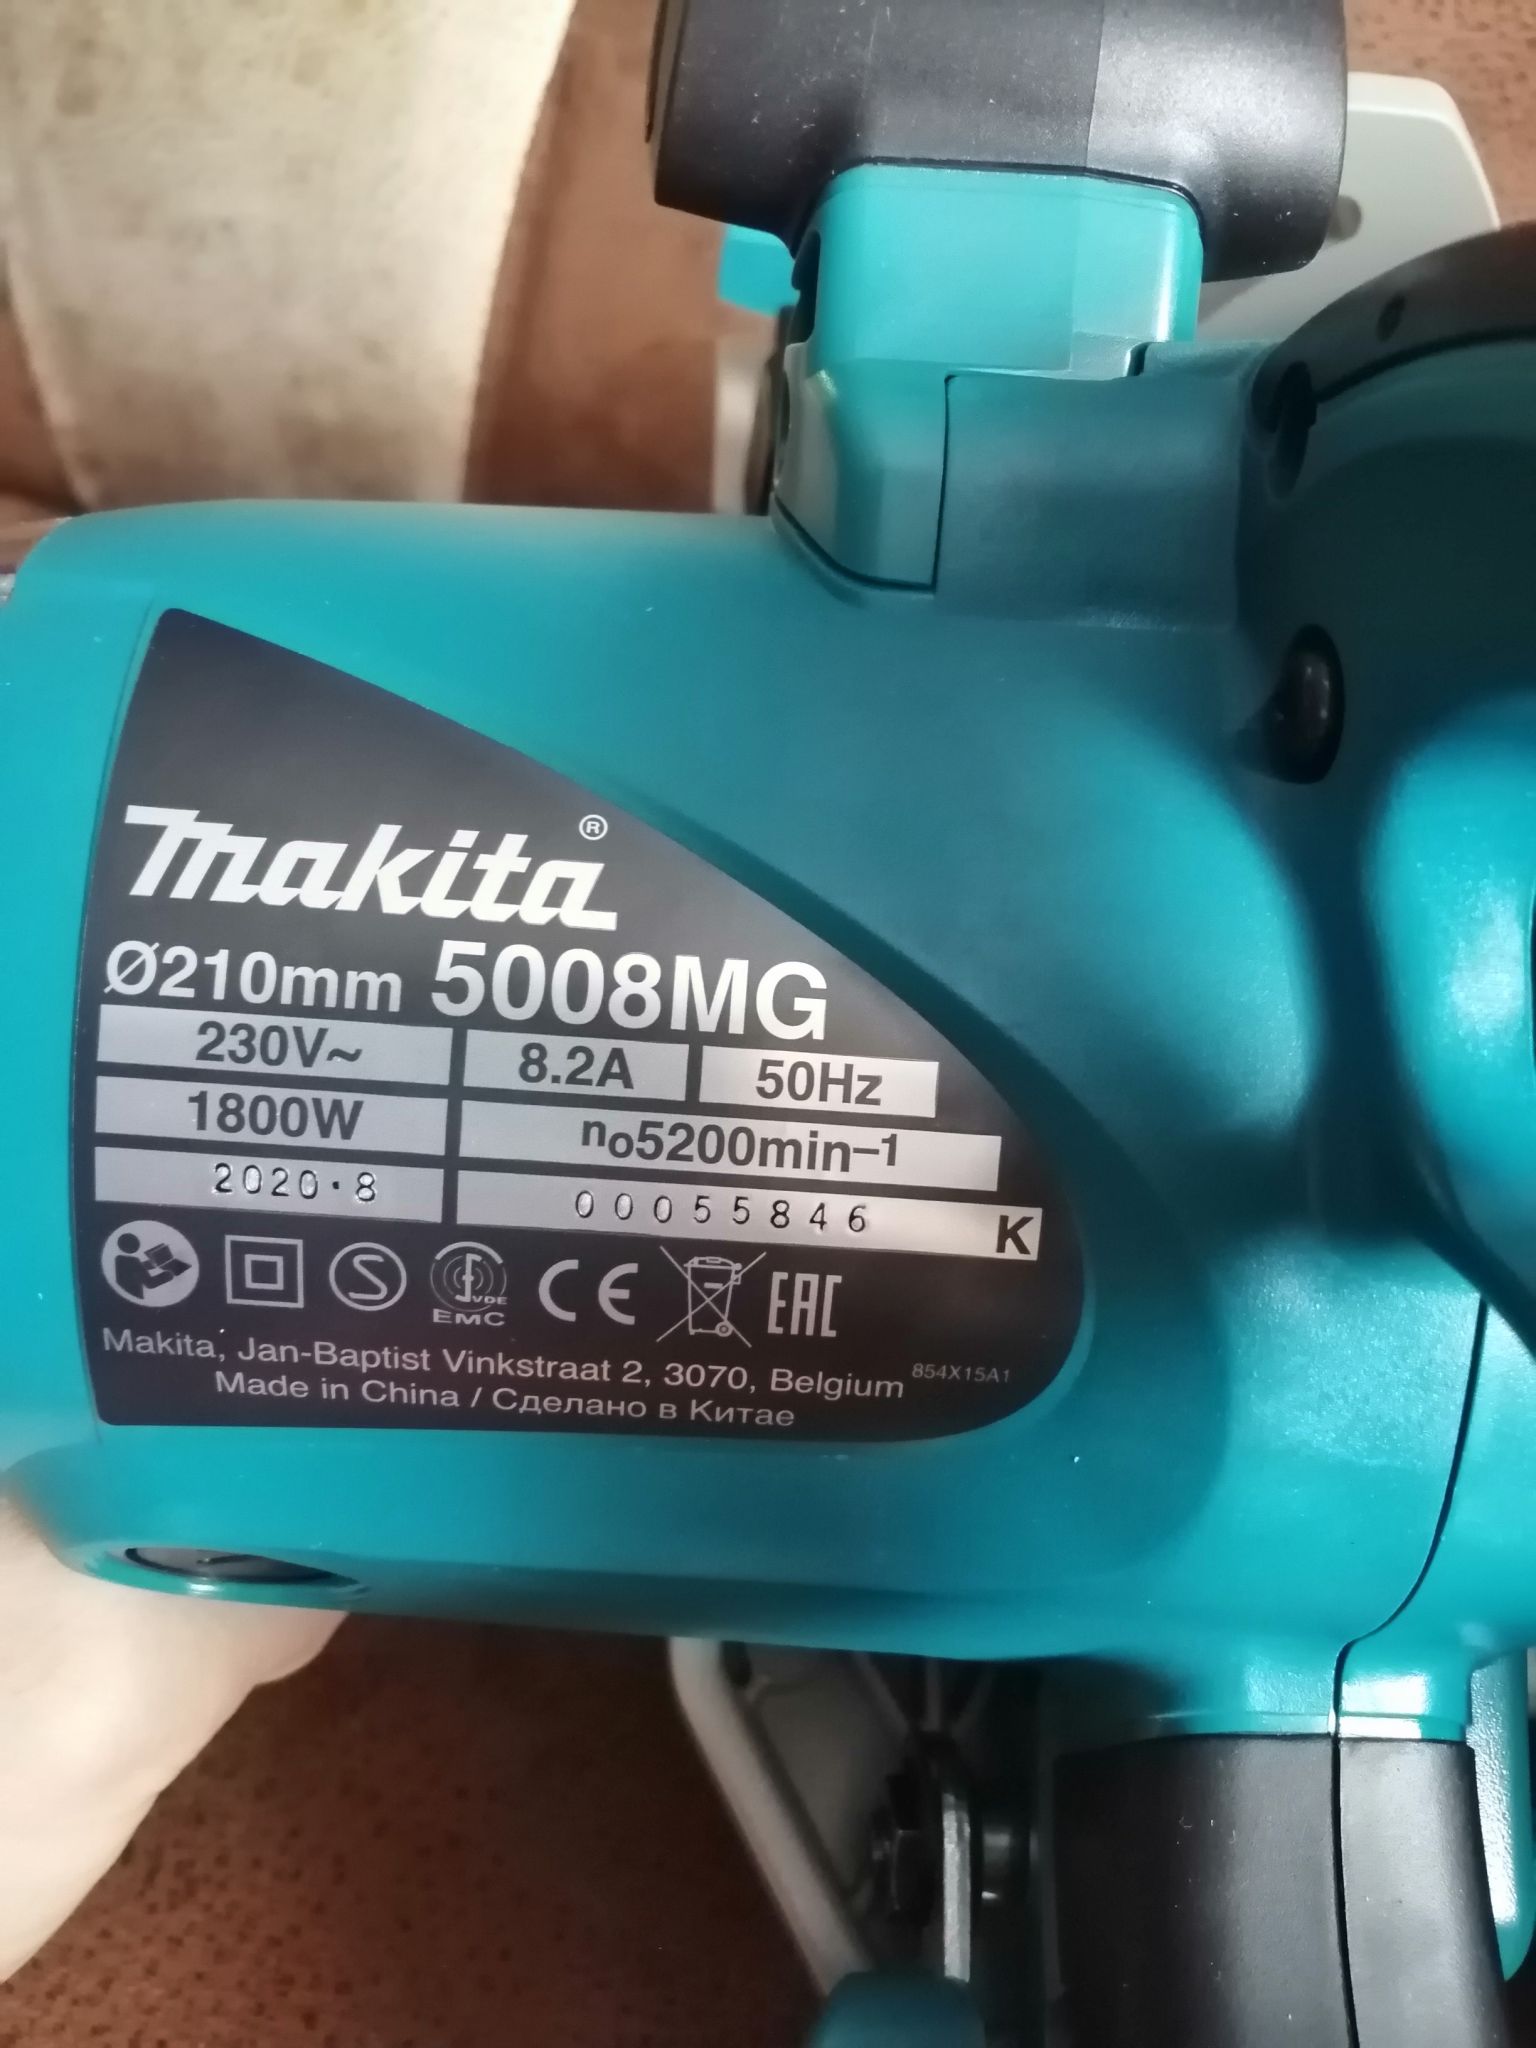 makita®
Ø210mm 5008MG
230V~ 8.2A 50Hz
1800W no5200min-1
2020.8 00055846 K
S VDE EMC CE EAC
Makita, Jan-Baptist Vinkstraat 2, 3070, Belgium 854X15A1
Made in China / Сделано в Китае